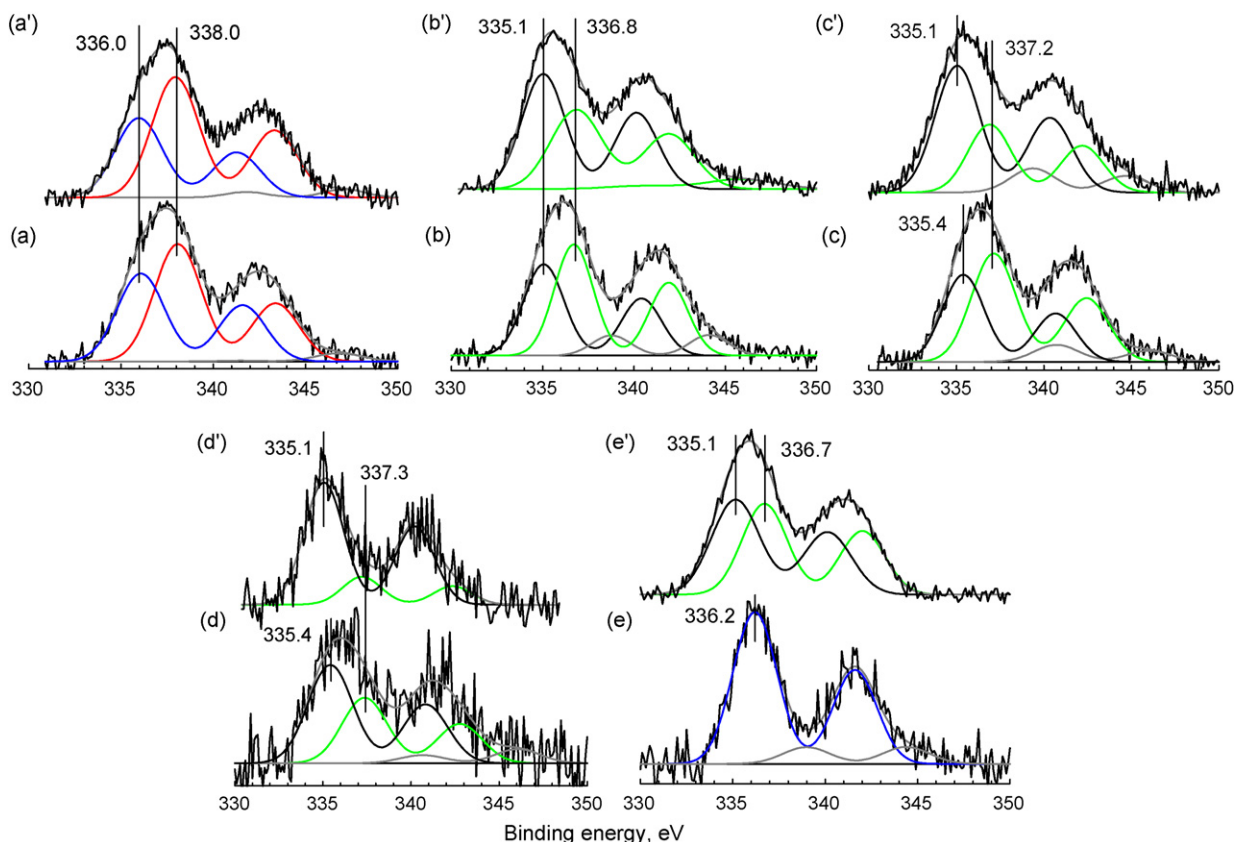 (a') 336.0 338.0
(b') 335.1 336.8
(c') 335.1 337.2
(a)
(b)
(c) 335.4
330 335 340 345 350
330 335 340 345 350
330 335 340 345 350
(d') 335.1 337.3
(e') 335.1 336.7
(d) 335.4
(e) 336.2
330 335 340 345 350
330 335 340 345 350
Binding energy, eV